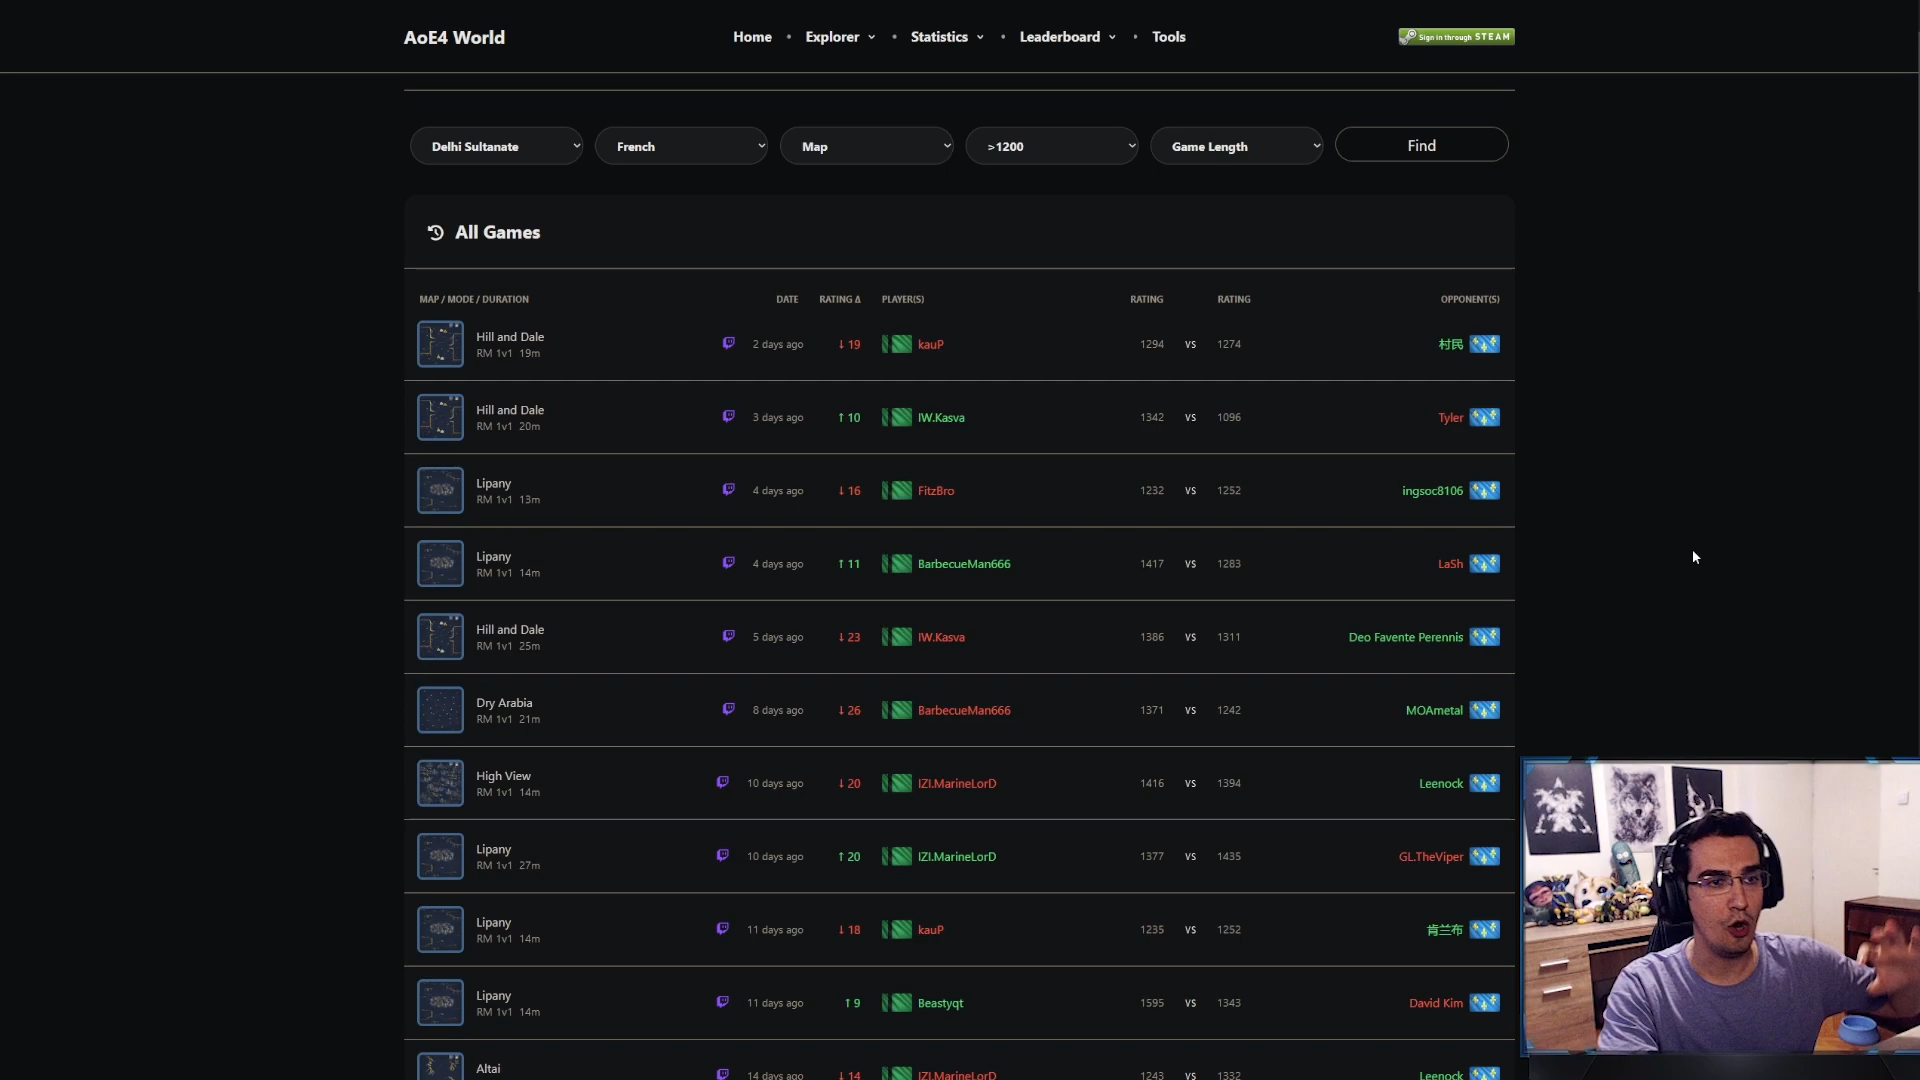 AoE4 World
Home • Explorer • Statistics • Leaderboard • Tools
Sign in through STEAM
Delhi Sultanate French Map >1200 Game Length Find
All Games
MAP / MODE / DURATION DATE RATING Δ PLAYER(S) RATING RATING OPPONENT(S)
Hill and Dale
RM 1v1 19m 2 days ago ↓ 19 kauP 1294 VS 1274 村民
Hill and Dale
RM 1v1 20m 3 days ago ↑ 10 IW.Kasva 1342 VS 1096 Tyler
Lipany
RM 1v1 13m 4 days ago ↓ 16 FitzBro 1232 VS 1252 ingsoc8106
Lipany
RM 1v1 14m 4 days ago ↑ 11 BarbecueMan666 1417 VS 1283 LaSh
Hill and Dale
RM 1v1 25m 5 days ago ↓ 23 IW.Kasva 1386 VS 1311 Deo Favente Perennis
Dry Arabia
RM 1v1 21m 8 days ago ↓ 26 BarbecueMan666 1371 VS 1242 MOAmetal
High View
RM 1v1 14m 10 days ago ↓ 20 IZI.MarineLorD 1416 VS 1394 Leenock
Lipany
RM 1v1 27m 10 days ago ↑ 20 IZI.MarineLorD 1377 VS 1435 GL.TheViper
Lipany
RM 1v1 14m 11 days ago ↓ 18 kauP 1235 VS 1252 肯兰布
Lipany
RM 1v1 14m 11 days ago ↑ 9 Beastyqt 1595 VS 1343 David Kim
Altai
14 days ago ↓ 14 IZI.MarineLorD 1243 VS 1332 Leenock